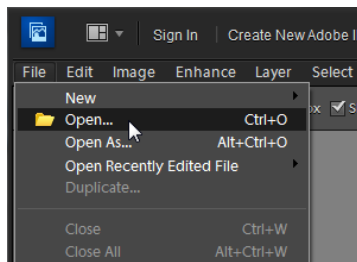 Sign In Create New Adobe I
File Edit Image Enhance Layer Select
New
Open... Ctrl+O
Open As... Alt+Ctrl+O
Open Recently Edited File
Duplicate...
Close Ctrl+W
Close All Alt+Ctrl+W